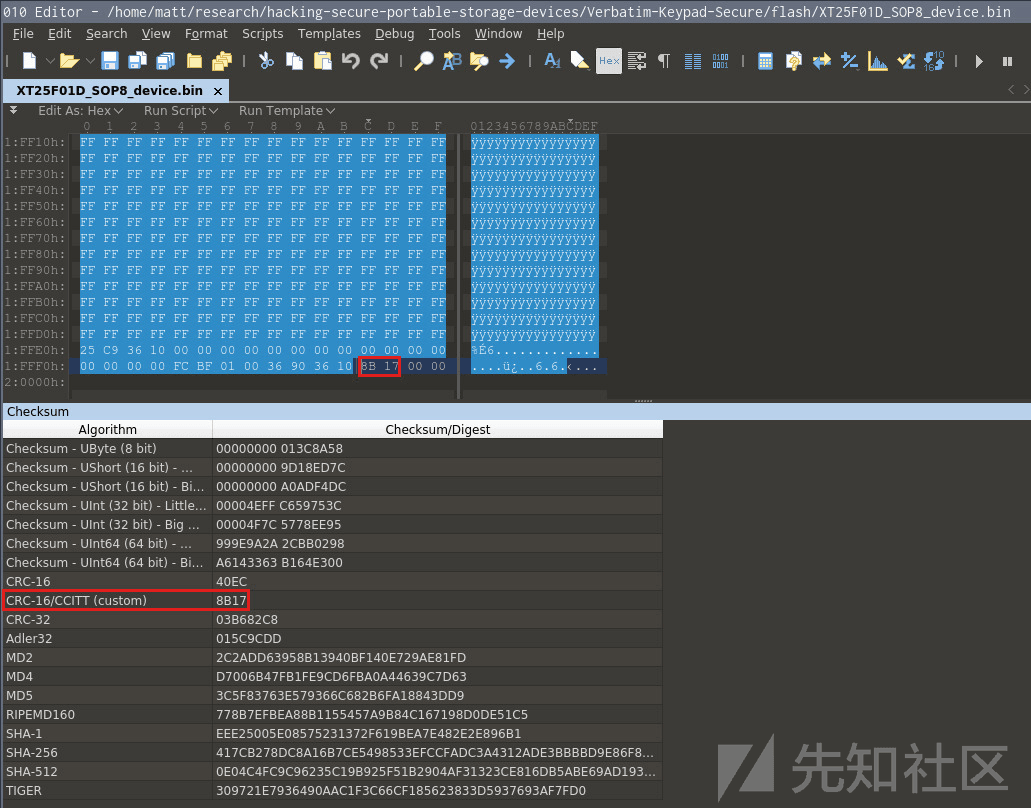 010 Editor - /home/matt/research/hacking-secure-portable-storage-devices/Verbatim-Keypad-Secure/flash/XT25F01D_SOP8_device.bin
File Edit Search View Format Scripts Templates Debug Tools Window Help
XT25F01D_SOP8_device.bin ×
Edit As: Hex Run Script Run Template
0 1 2 3 4 5 6 7 8 9 A B C D E F 0123456789ABCDEF
1:FF10h: FF FF FF FF FF FF FF FF FF FF FF FF FF FF FF FF ÿÿÿÿÿÿÿÿÿÿÿÿÿÿÿÿ
1:FF20h: FF FF FF FF FF FF FF FF FF FF FF FF FF FF FF FF ÿÿÿÿÿÿÿÿÿÿÿÿÿÿÿÿ
1:FF30h: FF FF FF FF FF FF FF FF FF FF FF FF FF FF FF FF ÿÿÿÿÿÿÿÿÿÿÿÿÿÿÿÿ
1:FF40h: FF FF FF FF FF FF FF FF FF FF FF FF FF FF FF FF ÿÿÿÿÿÿÿÿÿÿÿÿÿÿÿÿ
1:FF50h: FF FF FF FF FF FF FF FF FF FF FF FF FF FF FF FF ÿÿÿÿÿÿÿÿÿÿÿÿÿÿÿÿ
1:FF60h: FF FF FF FF FF FF FF FF FF FF FF FF FF FF FF FF ÿÿÿÿÿÿÿÿÿÿÿÿÿÿÿÿ
1:FF70h: FF FF FF FF FF FF FF FF FF FF FF FF FF FF FF FF ÿÿÿÿÿÿÿÿÿÿÿÿÿÿÿÿ
1:FF80h: FF FF FF FF FF FF FF FF FF FF FF FF FF FF FF FF ÿÿÿÿÿÿÿÿÿÿÿÿÿÿÿÿ
1:FF90h: FF FF FF FF FF FF FF FF FF FF FF FF FF FF FF FF ÿÿÿÿÿÿÿÿÿÿÿÿÿÿÿÿ
1:FFA0h: FF FF FF FF FF FF FF FF FF FF FF FF FF FF FF FF ÿÿÿÿÿÿÿÿÿÿÿÿÿÿÿÿ
1:FFB0h: FF FF FF FF FF FF FF FF FF FF FF FF FF FF FF FF ÿÿÿÿÿÿÿÿÿÿÿÿÿÿÿÿ
1:FFC0h: FF FF FF FF FF FF FF FF FF FF FF FF FF FF FF FF ÿÿÿÿÿÿÿÿÿÿÿÿÿÿÿÿ
1:FFD0h: FF FF FF FF FF FF FF FF FF FF FF FF FF FF FF FF ÿÿÿÿÿÿÿÿÿÿÿÿÿÿÿÿ
1:FFE0h: 25 C9 36 10 00 00 00 00 00 00 00 00 00 00 00 00 %É6.............
1:FFF0h: 00 00 00 00 FC BF 01 00 36 90 36 10 8B 17 00 00 ....ü¿..6.6.‹...
2:0000h:
Checksum
Algorithm Checksum/Digest
Checksum - UByte (8 bit) 00000000 013C8A58
Checksum - UShort (16 bit) - ... 00000000 9D18ED7C
Checksum - UShort (16 bit) - Bi... 00000000 A0ADF4DC
Checksum - UInt (32 bit) - Little... 00004EFF C659753C
Checksum - UInt (32 bit) - Big ... 00004F7C 5778EE95
Checksum - UInt64 (64 bit) - ... 999E9A2A 2CBB0298
Checksum - UInt64 (64 bit) - Bi... A6143363 B164E300
CRC-16 40EC
CRC-16/CCITT (custom) 8B17
CRC-32 03B682C8
Adler32 015C9CDD
MD2 2C2ADD63958B13940BF140E729AE81FD
MD4 D7006B47FB1FE9CD6FBA0A44639C7D63
MD5 3C5F83763E579366C682B6FA18843DD9
RIPEMD160 778B7EFBEA88B1155457A9B84C167198D0DE51C5
SHA-1 EEE25005E08575231372F619BEA7E482E2E896B1
SHA-256 417CB278DC8A16B7CE5498533EFCCFADC3A4312ADE3BBBBD9E86F8...
SHA-512 0E04C4FC9C96235C19B925F51B2904AF31323CE816DB5ABE69AD193...
TIGER 309721E7936490AAC1F3C66CF185623833D5937693AF7FD0
先知社区